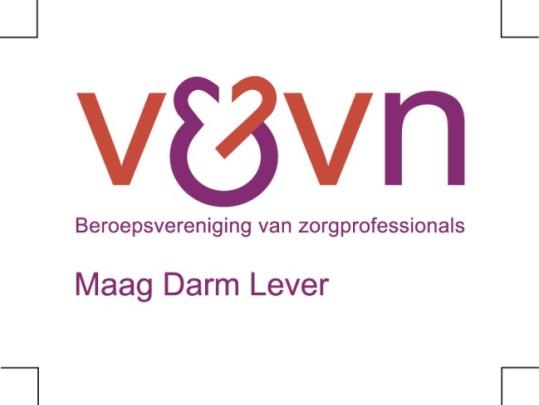 v&vn
Beroepsvereniging van zorgprofessionals
Maag Darm Lever